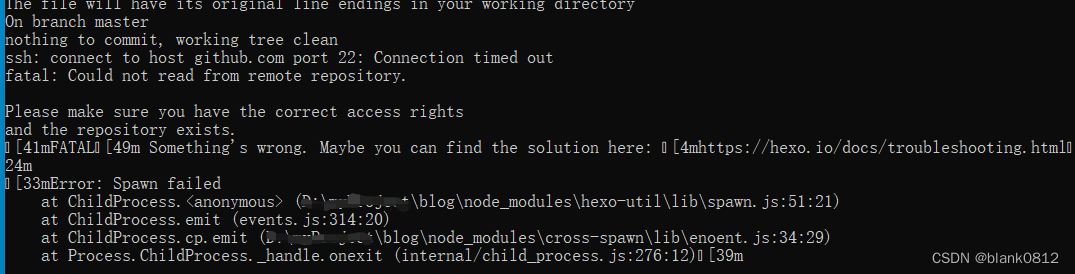 The file will have its original line endings in your working directory
On branch master
nothing to commit, working tree clean
ssh: connect to host github.com port 22: Connection timed out
fatal: Could not read from remote repository.
Please make sure you have the correct access rights
and the repository exists.
[41mFATAL[49m Something's wrong. Maybe you can find the solution here: [4mhttps://hexo.io/docs/troubleshooting.html
24m
[33mError: Spawn failed
at ChildProcess.<anonymous> (\blog\node_modules\hexo-util\lib\spawn.js:51:21)
at ChildProcess.emit (events.js:314:20)
at ChildProcess.cp.emit (\blog\node_modules\cross-spawn\lib\enoent.js:34:29)
at Process.ChildProcess._handle.onexit (internal/child_process.js:276:12)[39m
CSDN @blank0812